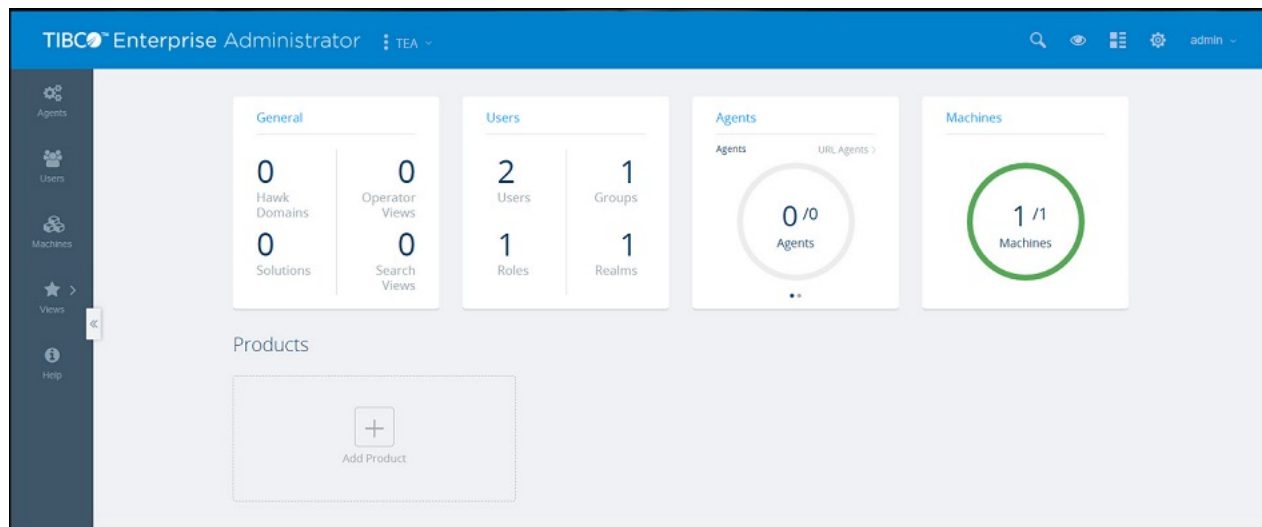 TIBCO™ Enterprise Administrator
TEA
admin
Agents
Users
Machines
Views
Help
General
0
Hawk
Domains
0
Operator
Views
0
Solutions
0
Search
Views
Users
2
Users
1
Groups
1
Roles
1
Realms
Agents
Agents
URL Agents >
0 /0
Agents
Machines
1 /1
Machines
Products
Add Product